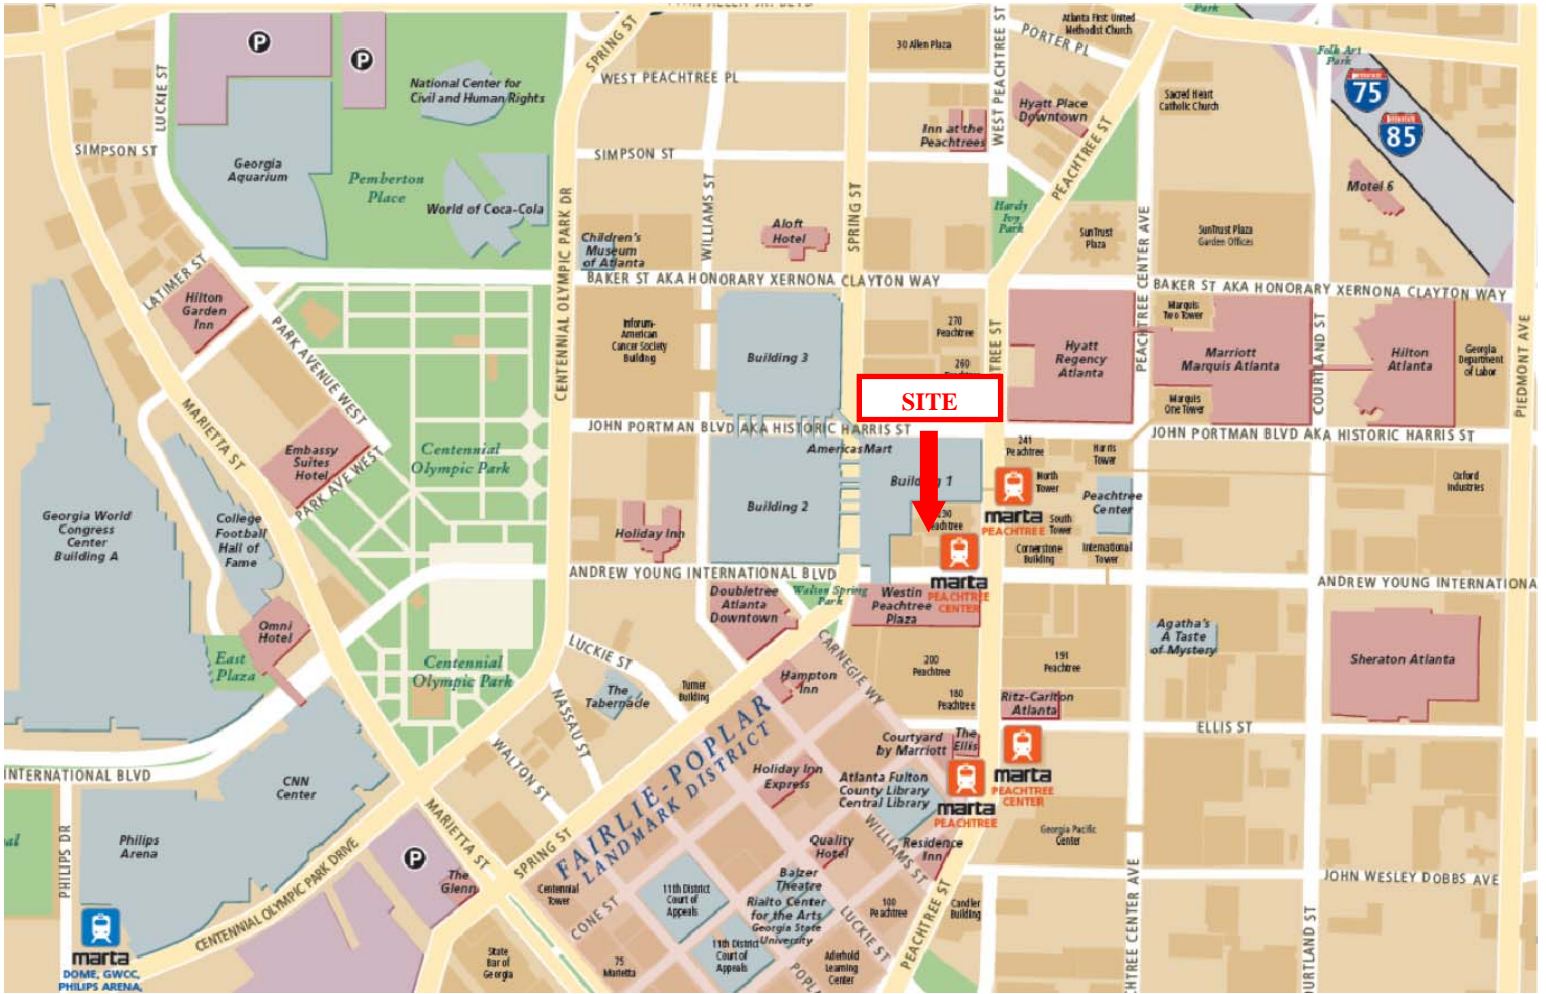 SPRING ST
LUCKIE ST
P
P
National Center for
Civil and Human Rights
WEST PEACHTREE PL
30 Allen Plaza
WEST PEACHTREE ST
PORTER PL
Atlanta First United
Methodist Church
Park
Folk Art
Park
75
85
Sacred Heart
Catholic Church
Hyatt Place
Downtown
Inn at the
Peachtrees
PEACHTREE ST
SIMPSON ST
SIMPSON ST
Georgia
Aquarium
Pemberton
Place
World of Coca-Cola
CENTENNIAL OLYMPIC PARK DR
WILLIAMS ST
SPRING ST
Aloft
Hotel
Children's
Museum
of Atlanta
Hardy
Ivy
Park
SunTrust
Plaza
PEACHTREE CENTER AVE
SunTrust Plaza
Garden Offices
Motel 6
BAKER ST AKA HONORARY XERNONA CLAYTON WAY
BAKER ST AKA HONORARY XERNONA CLAYTON WAY
LATIMER ST
Hilton
Garden
Inn
PARK AVENUE WEST
Inforum-
American
Cancer Society
Building
Building 3
270
Peachtree
260
TREE ST
Hyatt
Regency
Atlanta
Marquis
Two Tower
Marriott
Marquis Atlanta
Marquis
One Tower
COURTLAND ST
Hilton
Atlanta
Georgia
Department
of Labor
PIEDMONT AVE
SITE
MARIETTA ST
JOHN PORTMAN BLVD AKA HISTORIC HARRIS ST
JOHN PORTMAN BLVD AKA HISTORIC HARRIS ST
Embassy
Suites
Hotel
PARK AVE WEST
Centennial
Olympic Park
AmericasMart
Building 1
Building 2
241
Peachtree
Harris
Tower
North
Tower
Peachtree
Center
Oxford
Industries
marta
PEACHTREE
South
Tower
Cornerstone
Building
International
Tower
Georgia World
Congress
Center
Building A
College
Football
Hall of
Fame
Holiday Inn
marta
PEACHTREE
CENTER
ANDREW YOUNG INTERNATIONAL BLVD
ANDREW YOUNG INTERNATIONA
Doubletree
Atlanta
Downtown
Walton Spring
Park
Westin
Peachtree
Plaza
Omni
Hotel
East
Plaza
Centennial
Olympic Park
LUCKIE ST
CARNEGIE WY
Agatha's
A Taste
of Mystery
Sheraton Atlanta
200
Peachtree
191
Peachtree
Hampton
Inn
The
Tabernacle
Turner
Building
180
Peachtree
Ritz-Carlton
Atlanta
NASSAU ST
WALTON ST
FAIRLIE-POPLAR
LANDMARK DISTRICT
Courtyard
by Marriott
The
Ellis
ELLIS ST
marta
PEACHTREE
CENTER
INTERNATIONAL BLVD
CNN
Center
Holiday Inn
Express
Atlanta Fulton
County Library
Central Library
marta
PEACHTREE
MARIETTA ST
SPRING ST
WILLIAMS ST
Residence
Inn
Georgia Pacific
Center
Philips
Arena
PHILIPS DR
CENTENNIAL OLYMPIC PARK DRIVE
P
The
Glenn
Quality
Hotel
Balzer
Theatre
Rialto Center
for the Arts
Georgia State
University
Centennial
Tower
11th District
Court of
Appeals
CONE ST
LUCKIE ST
100
Peachtree
PEACHTREE ST
Candler
Building
JOHN WESLEY DOBBS AVE
marta
DOME, GWCC,
PHILIPS ARENA,
State
Bar of
Georgia
75
Marietta
11th District
Court of
Appeals
Aderhold
Learning
Center
HTREE CENTER AVE
OURTLAND ST